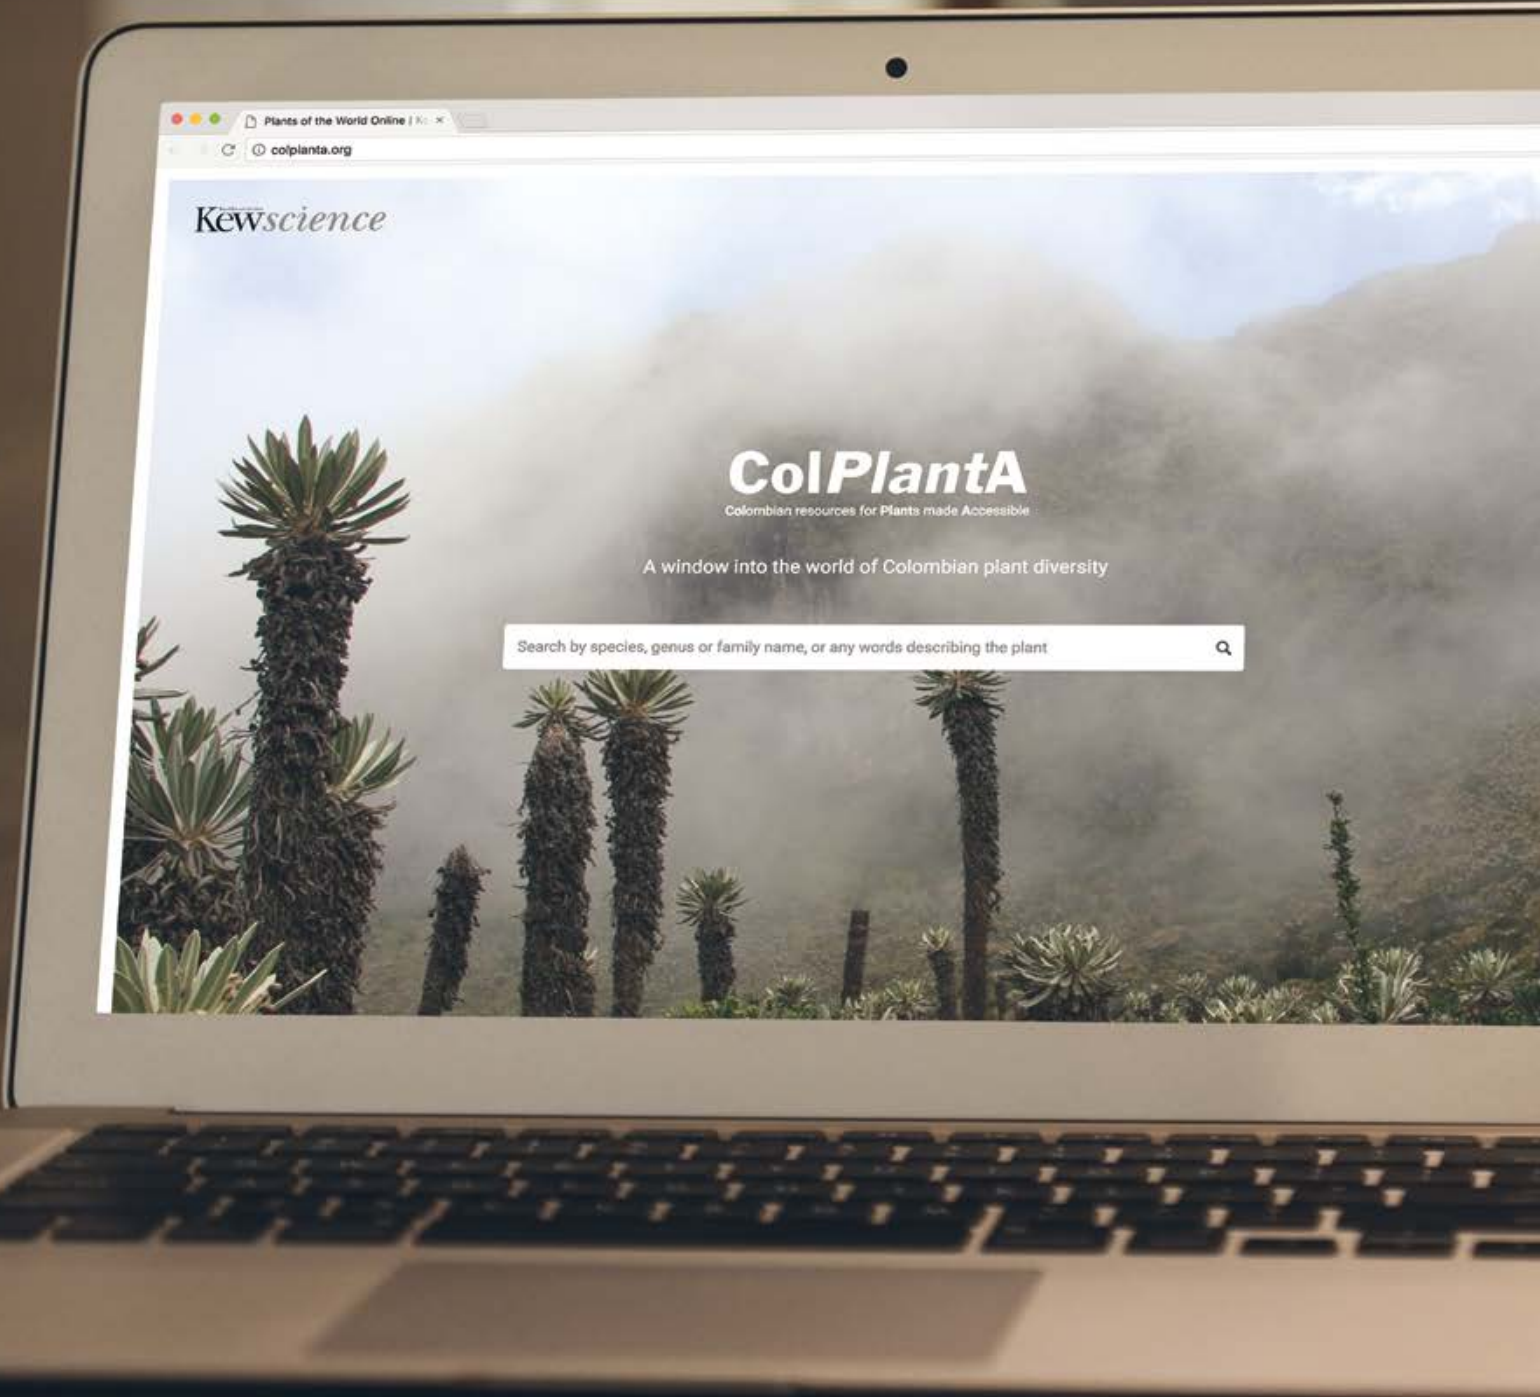 Plants of the World Online |
colplanta.org
Kewscience
ColPlantA
Colombian resources for Plants made Accessible
A window into the world of Colombian plant diversity
Search by species, genus or family name, or any words describing the plant